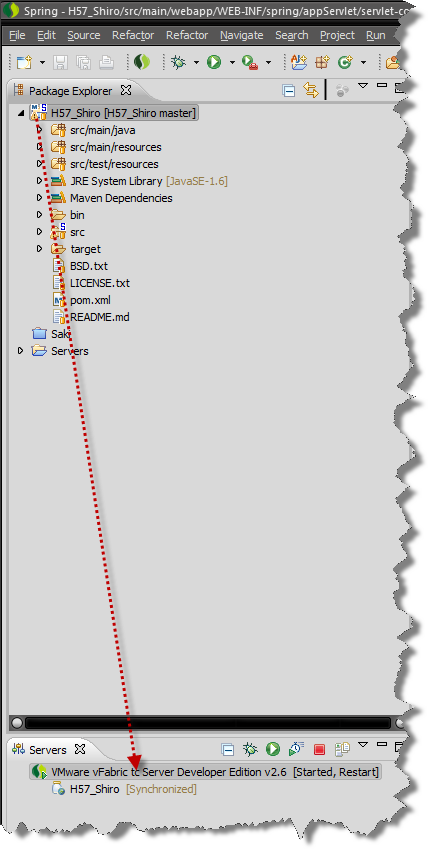 Spring - H57_Shiro/src/main/webapp/WEB-INF/spring/appServlet/servlet-co
File Edit Source Refactor Refactor Navigate Search Project Run
Package Explorer
H57_Shiro [H57_Shiro master]
src/main/java
src/main/resources
src/test/resources
JRE System Library [JavaSE-1.6]
Maven Dependencies
bin
src
target
BSD.txt
LICENSE.txt
pom.xml
README.md
Servers
Servers
VMware vFabric tc Server Developer Edition v2.6 [Started, Restart]
H57_Shiro [Synchronized]